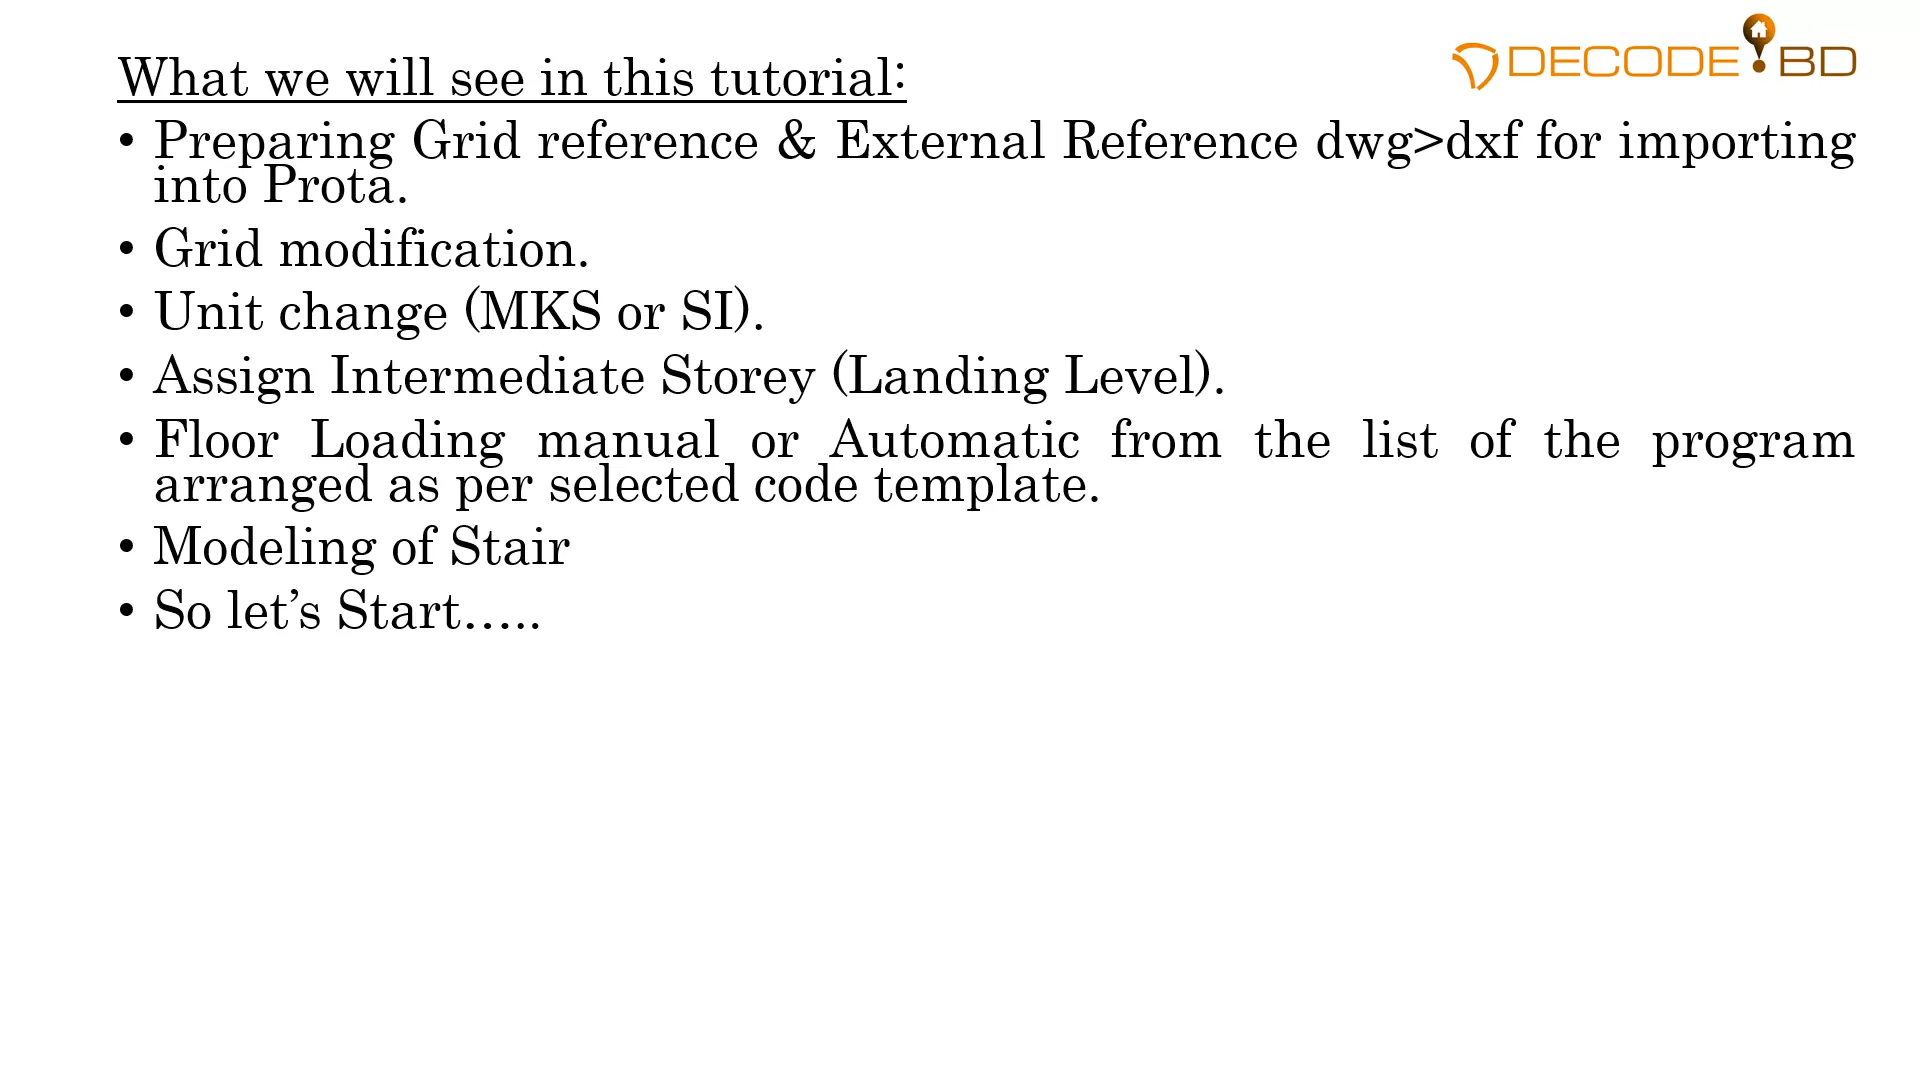 DECODE BD
What we will see in this tutorial:
• Preparing Grid reference & External Reference dwg>dxf for importing
into Prota.
• Grid modification.
• Unit change (MKS or SI).
• Assign Intermediate Storey (Landing Level).
• Floor Loading manual or Automatic from the list of the program
arranged as per selected code template.
• Modeling of Stair
• So let’s Start…..